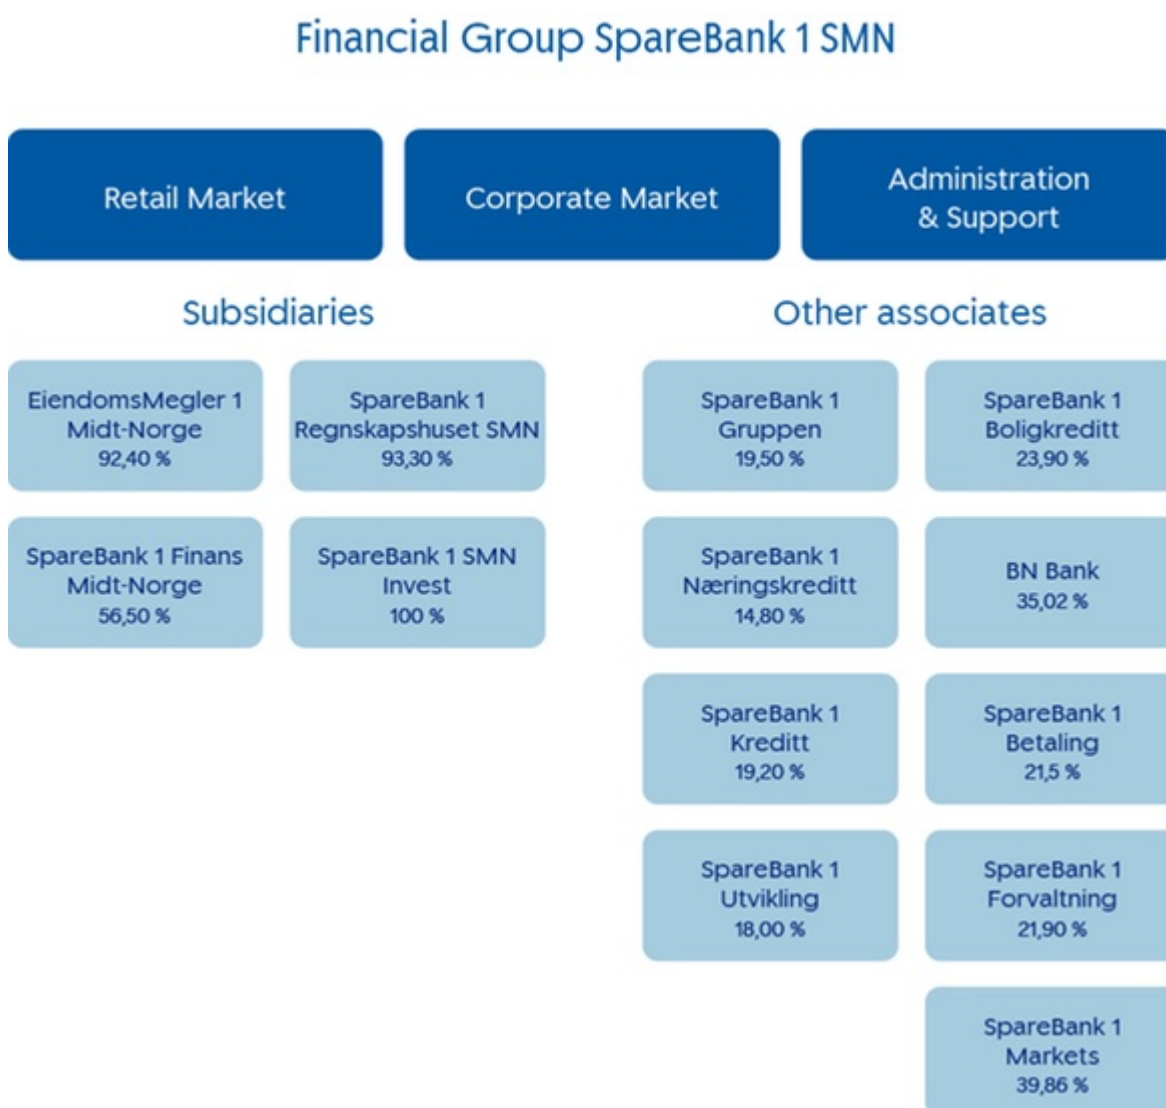 Financial Group SpareBank 1 SMN
Retail Market
Corporate Market
Administration
& Support
Subsidiaries
EiendomsMegler 1
Midt-Norge
92,40 %
SpareBank 1
Regnskapshuset SMN
93,30 %
SpareBank 1 Finans
Midt-Norge
56,50 %
SpareBank 1 SMN
Invest
100 %
Other associates
SpareBank 1
Gruppen
19,50 %
SpareBank 1
Boligkreditt
23,90 %
SpareBank 1
Næringskreditt
14,80 %
BN Bank
35,02 %
SpareBank 1
Kreditt
19,20 %
SpareBank 1
Betaling
21,5 %
SpareBank 1
Utvikling
18,00 %
SpareBank 1
Forvaltning
21,90 %
SpareBank 1
Markets
39,86 %